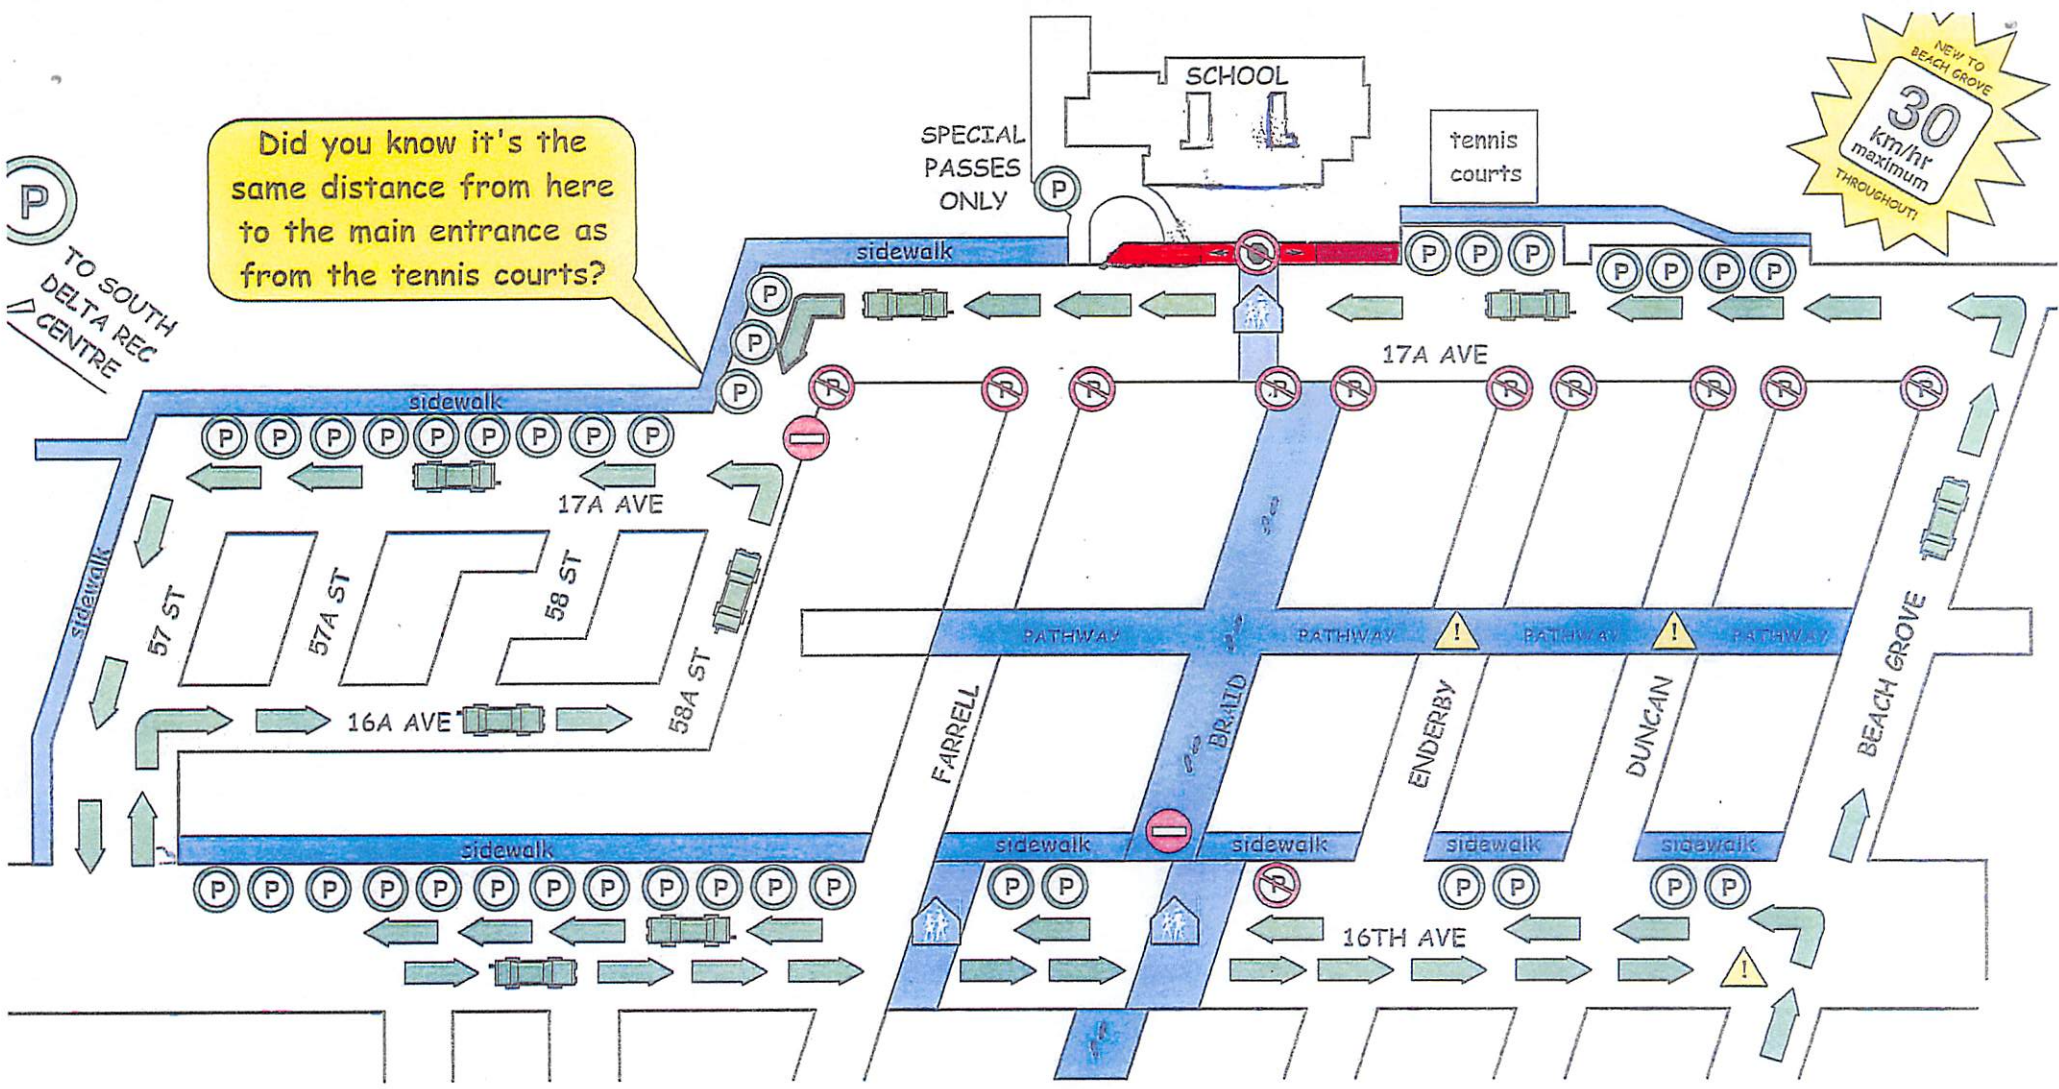 SCHOOL
NEW TO
BEACH GROVE
30
km/hr
maximum
THROUGHOUT!
Did you know it's the
same distance from here
to the main entrance as
from the tennis courts?
SPECIAL
PASSES
ONLY
P
tennis
courts
P
TO SOUTH
DELTA REC
CENTRE
sidewalk
P P P
P P P P
P
P
P
17A AVE
P P P P P P P P P P
sidewalk
P P P P P P P P P
17A AVE
sidewalk
57 ST
57A ST
58 ST
58A ST
16A AVE
PATHWAY
PATHWAY
!
PATHWAY
!
PATHWAY
FARRELL
BRAID
ENDERBY
DUNCAN
BEACH GROVE
sidewalk
sidewalk
sidewalk
sidewalk
sidewalk
P P P P P P P P P P P P
P P
P
P P
P P
16TH AVE
!